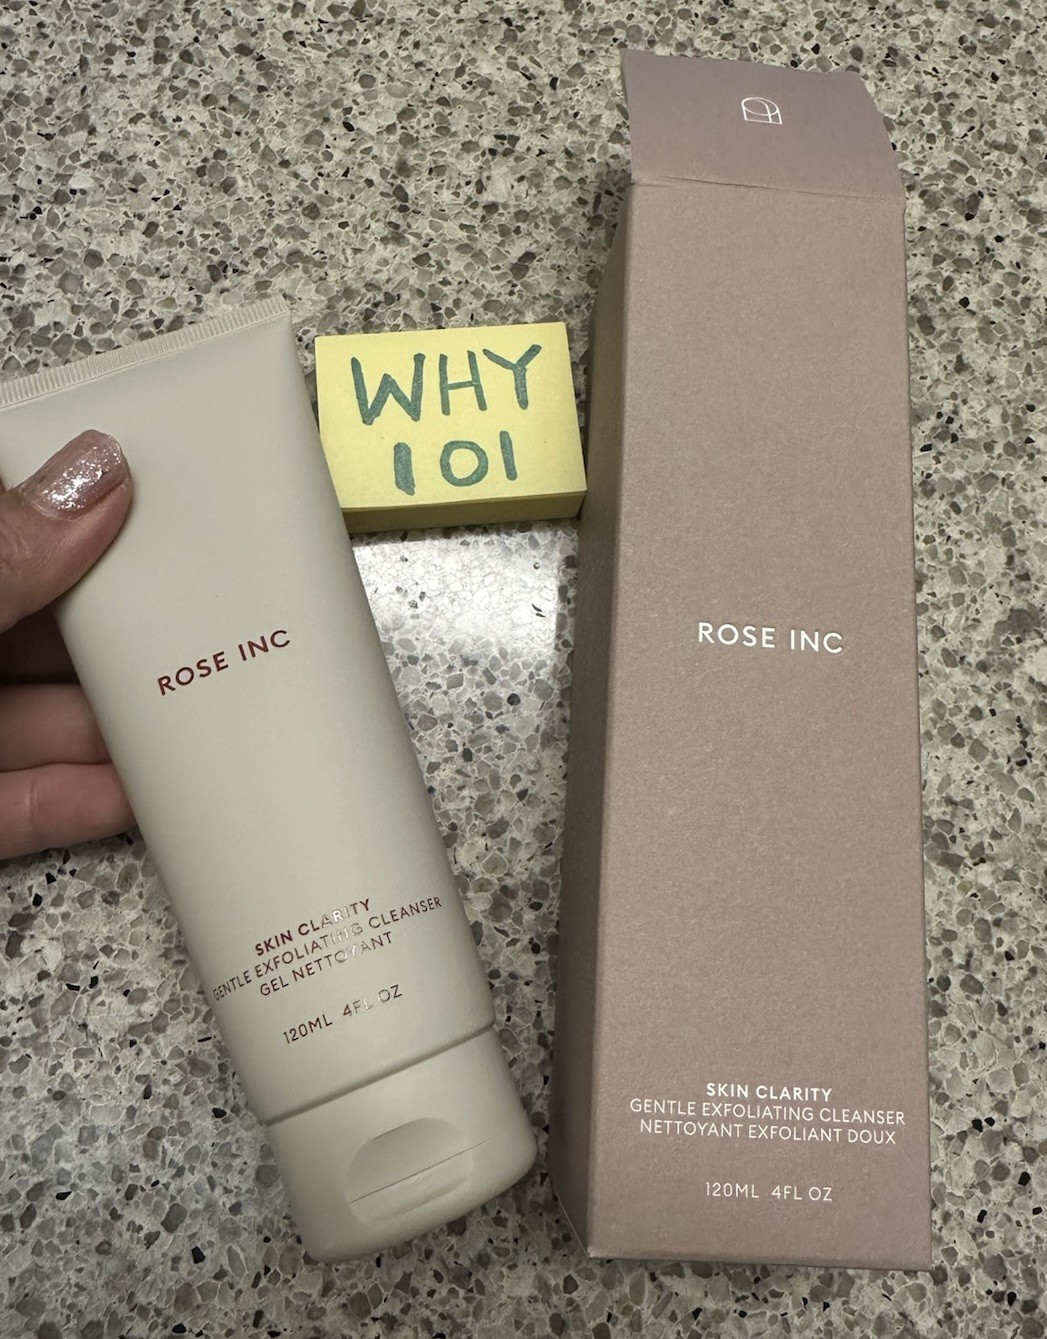 WHY
101
ROSE INC
SKIN CLARITY
GENTLE EXFOLIATING CLEANSER
GEL NETTOYANT
120ML 4FL OZ
ROSE INC
SKIN CLARITY
GENTLE EXFOLIATING CLEANSER
NETTOYANT EXFOLIANT DOUX
120ML 4FL OZ